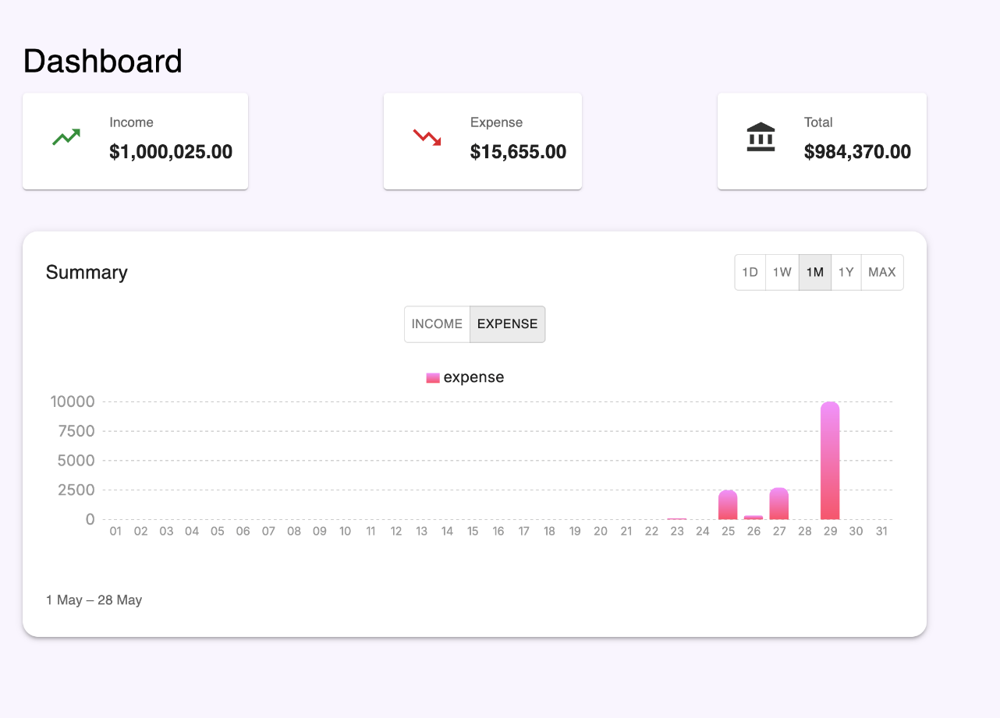 Dashboard
Income
$1,000,025.00
Expense
$15,655.00
Total
$984,370.00
Summary
1D 1W 1M 1Y MAX
INCOME EXPENSE
expense
10000
7500
5000
2500
0
01 02 03 04 05 06 07 08 09 10 11 12 13 14 15 16 17 18 19 20 21 22 23 24 25 26 27 28 29 30 31
1 May – 28 May